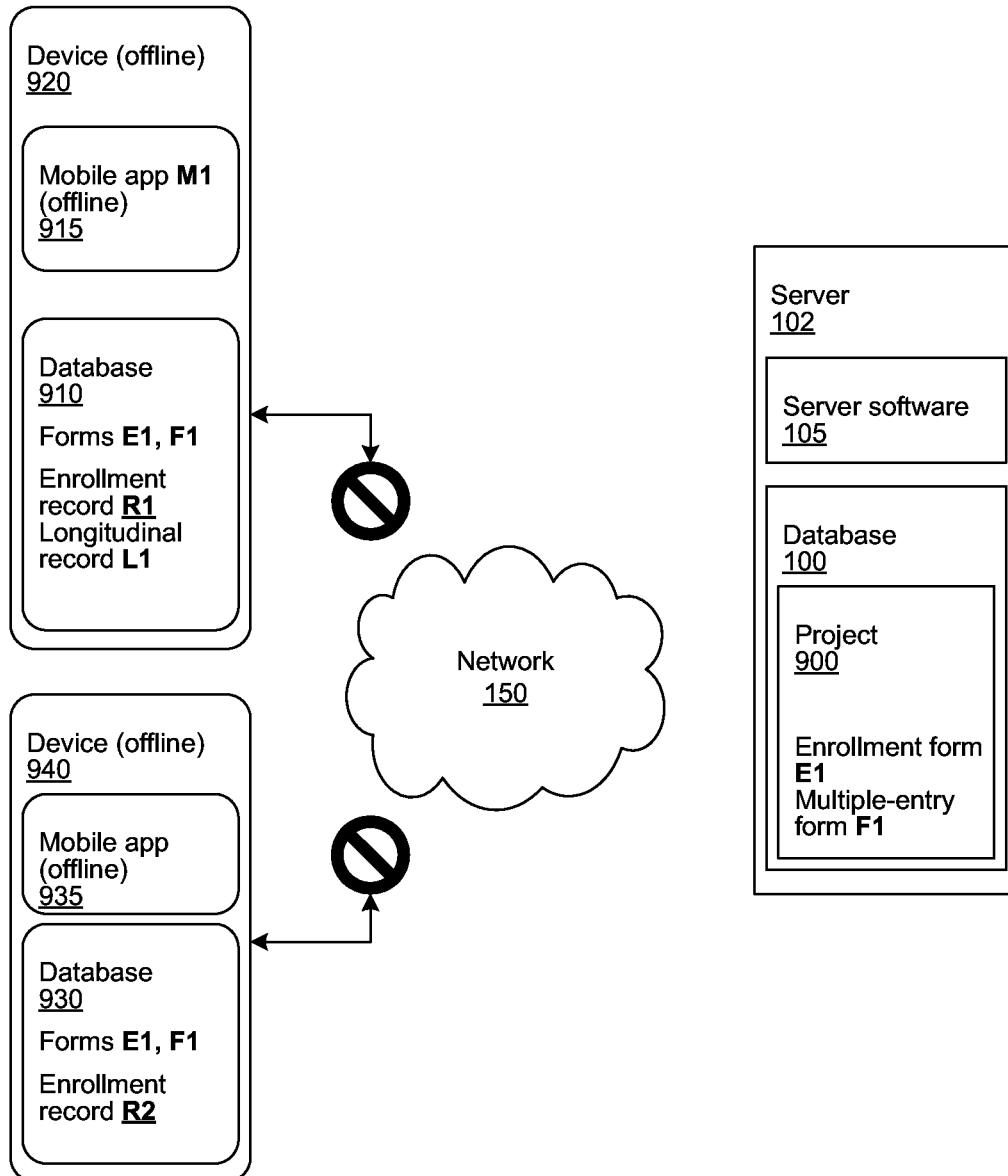 Device (offline)
920
Mobile app M1
(offline)
915
Database
910
Forms E1, F1
Enrollment
record R1
Longitudinal
record L1
Device (offline)
940
Mobile app
(offline)
935
Database
930
Forms E1, F1
Enrollment
record R2
Network
150
Server
102
Server software
105
Database
100
Project
900
Enrollment form
E1
Multiple-entry
form F1